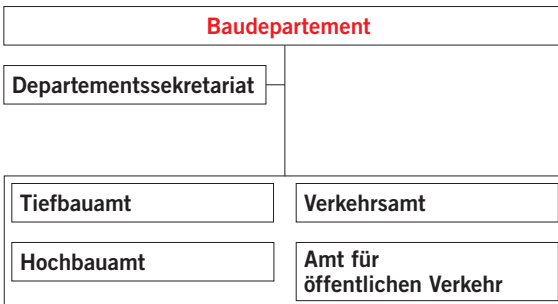 Baudepartement
Departementssekretariat
Tiefbauamt
Verkehrsamt
Hochbauamt
Amt für
öffentlichen Verkehr